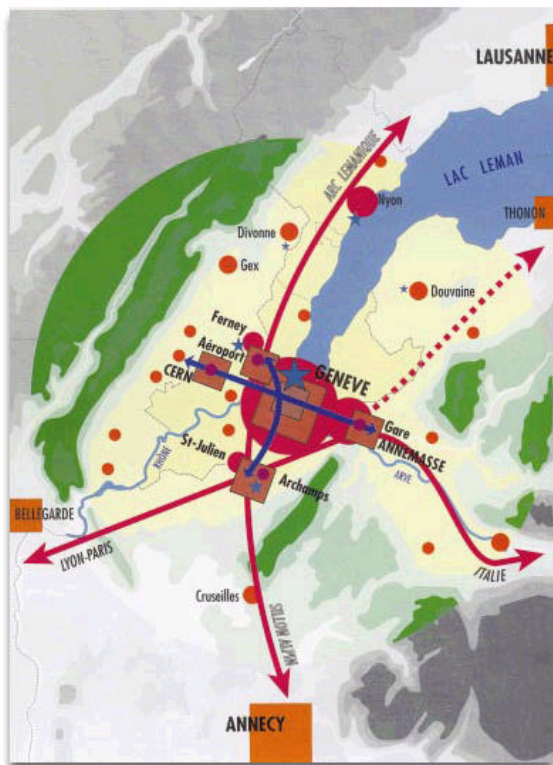 LAUSANNE
ARC LEMANIQUE
LAC LEMAN
Nyon
THONON
Divonne
Gex
Douvaine
Ferney
Aéroport
GENEVE
CERN
Gare
ANNEMASSE
St-Julien
RHÔNE
ARVE
Archamps
BELLEGARDE
LYON-PARIS
ITALIE
Cruseilles
SILLON ALPIN
ANNECY